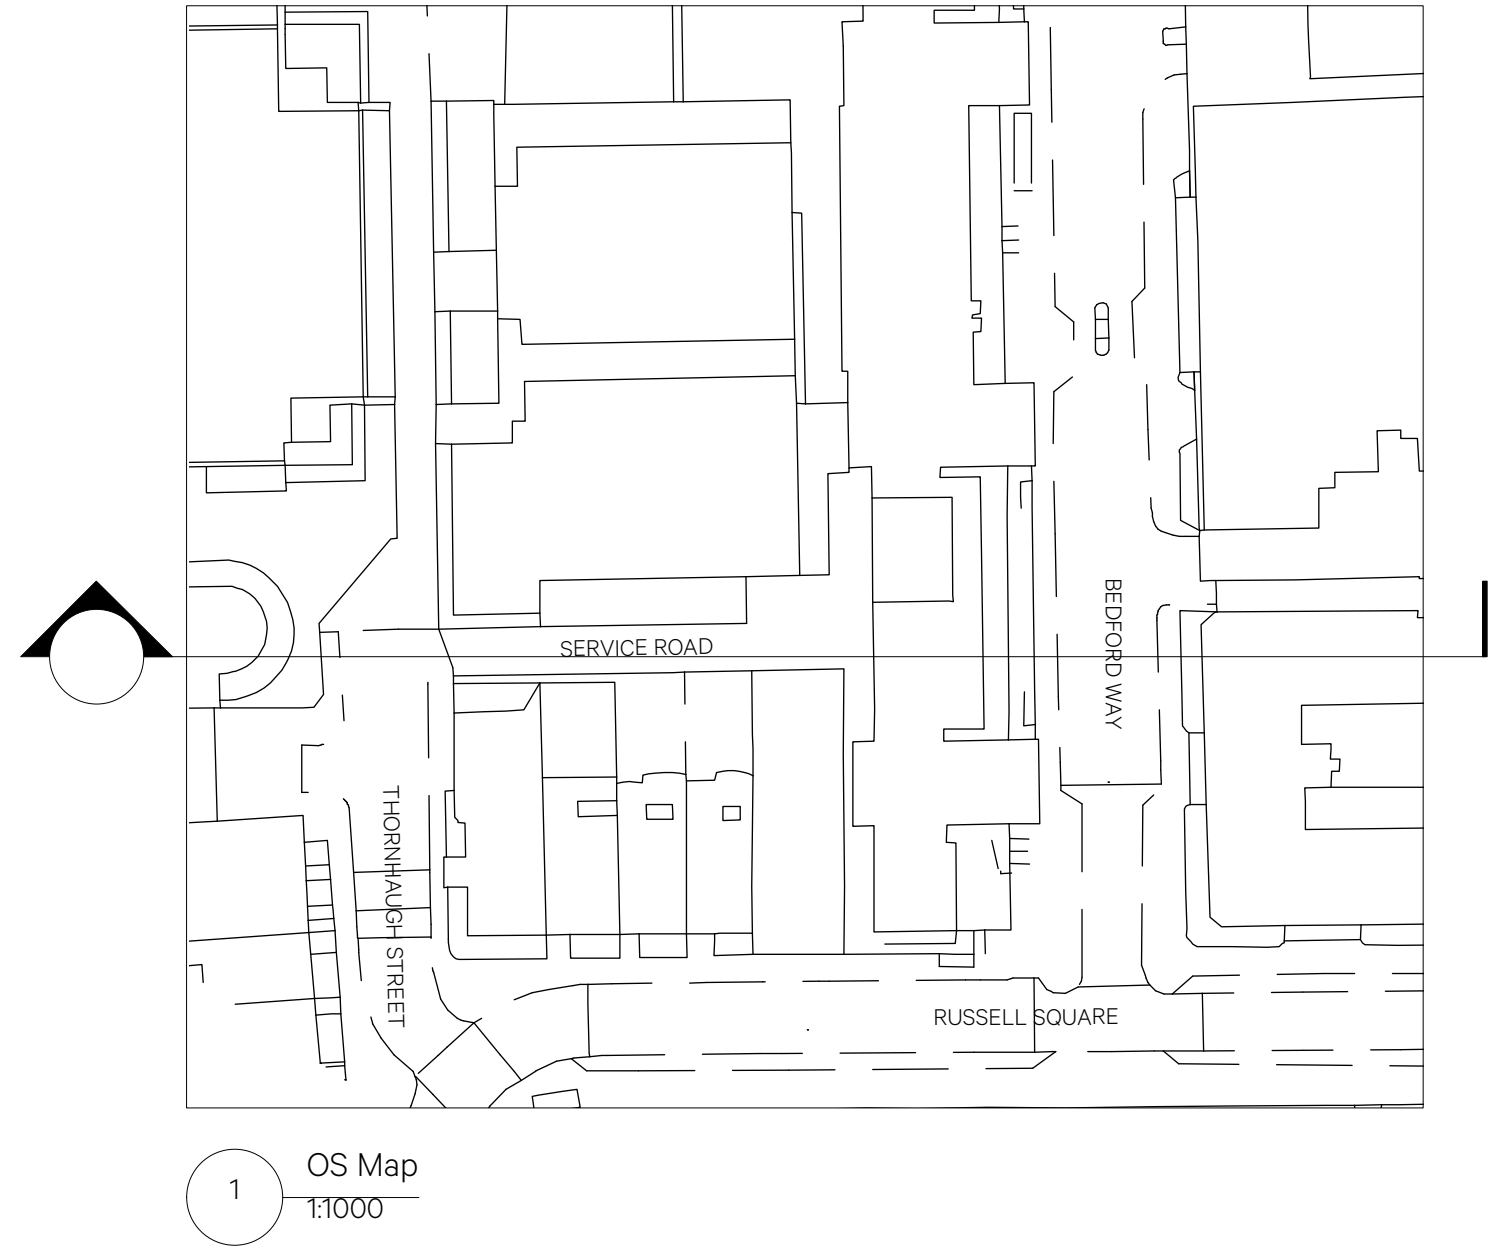 SERVICE ROAD
BEDFORD WAY
THORNHAUGH STREET
RUSSELL SQUARE
1
OS Map
1:1000